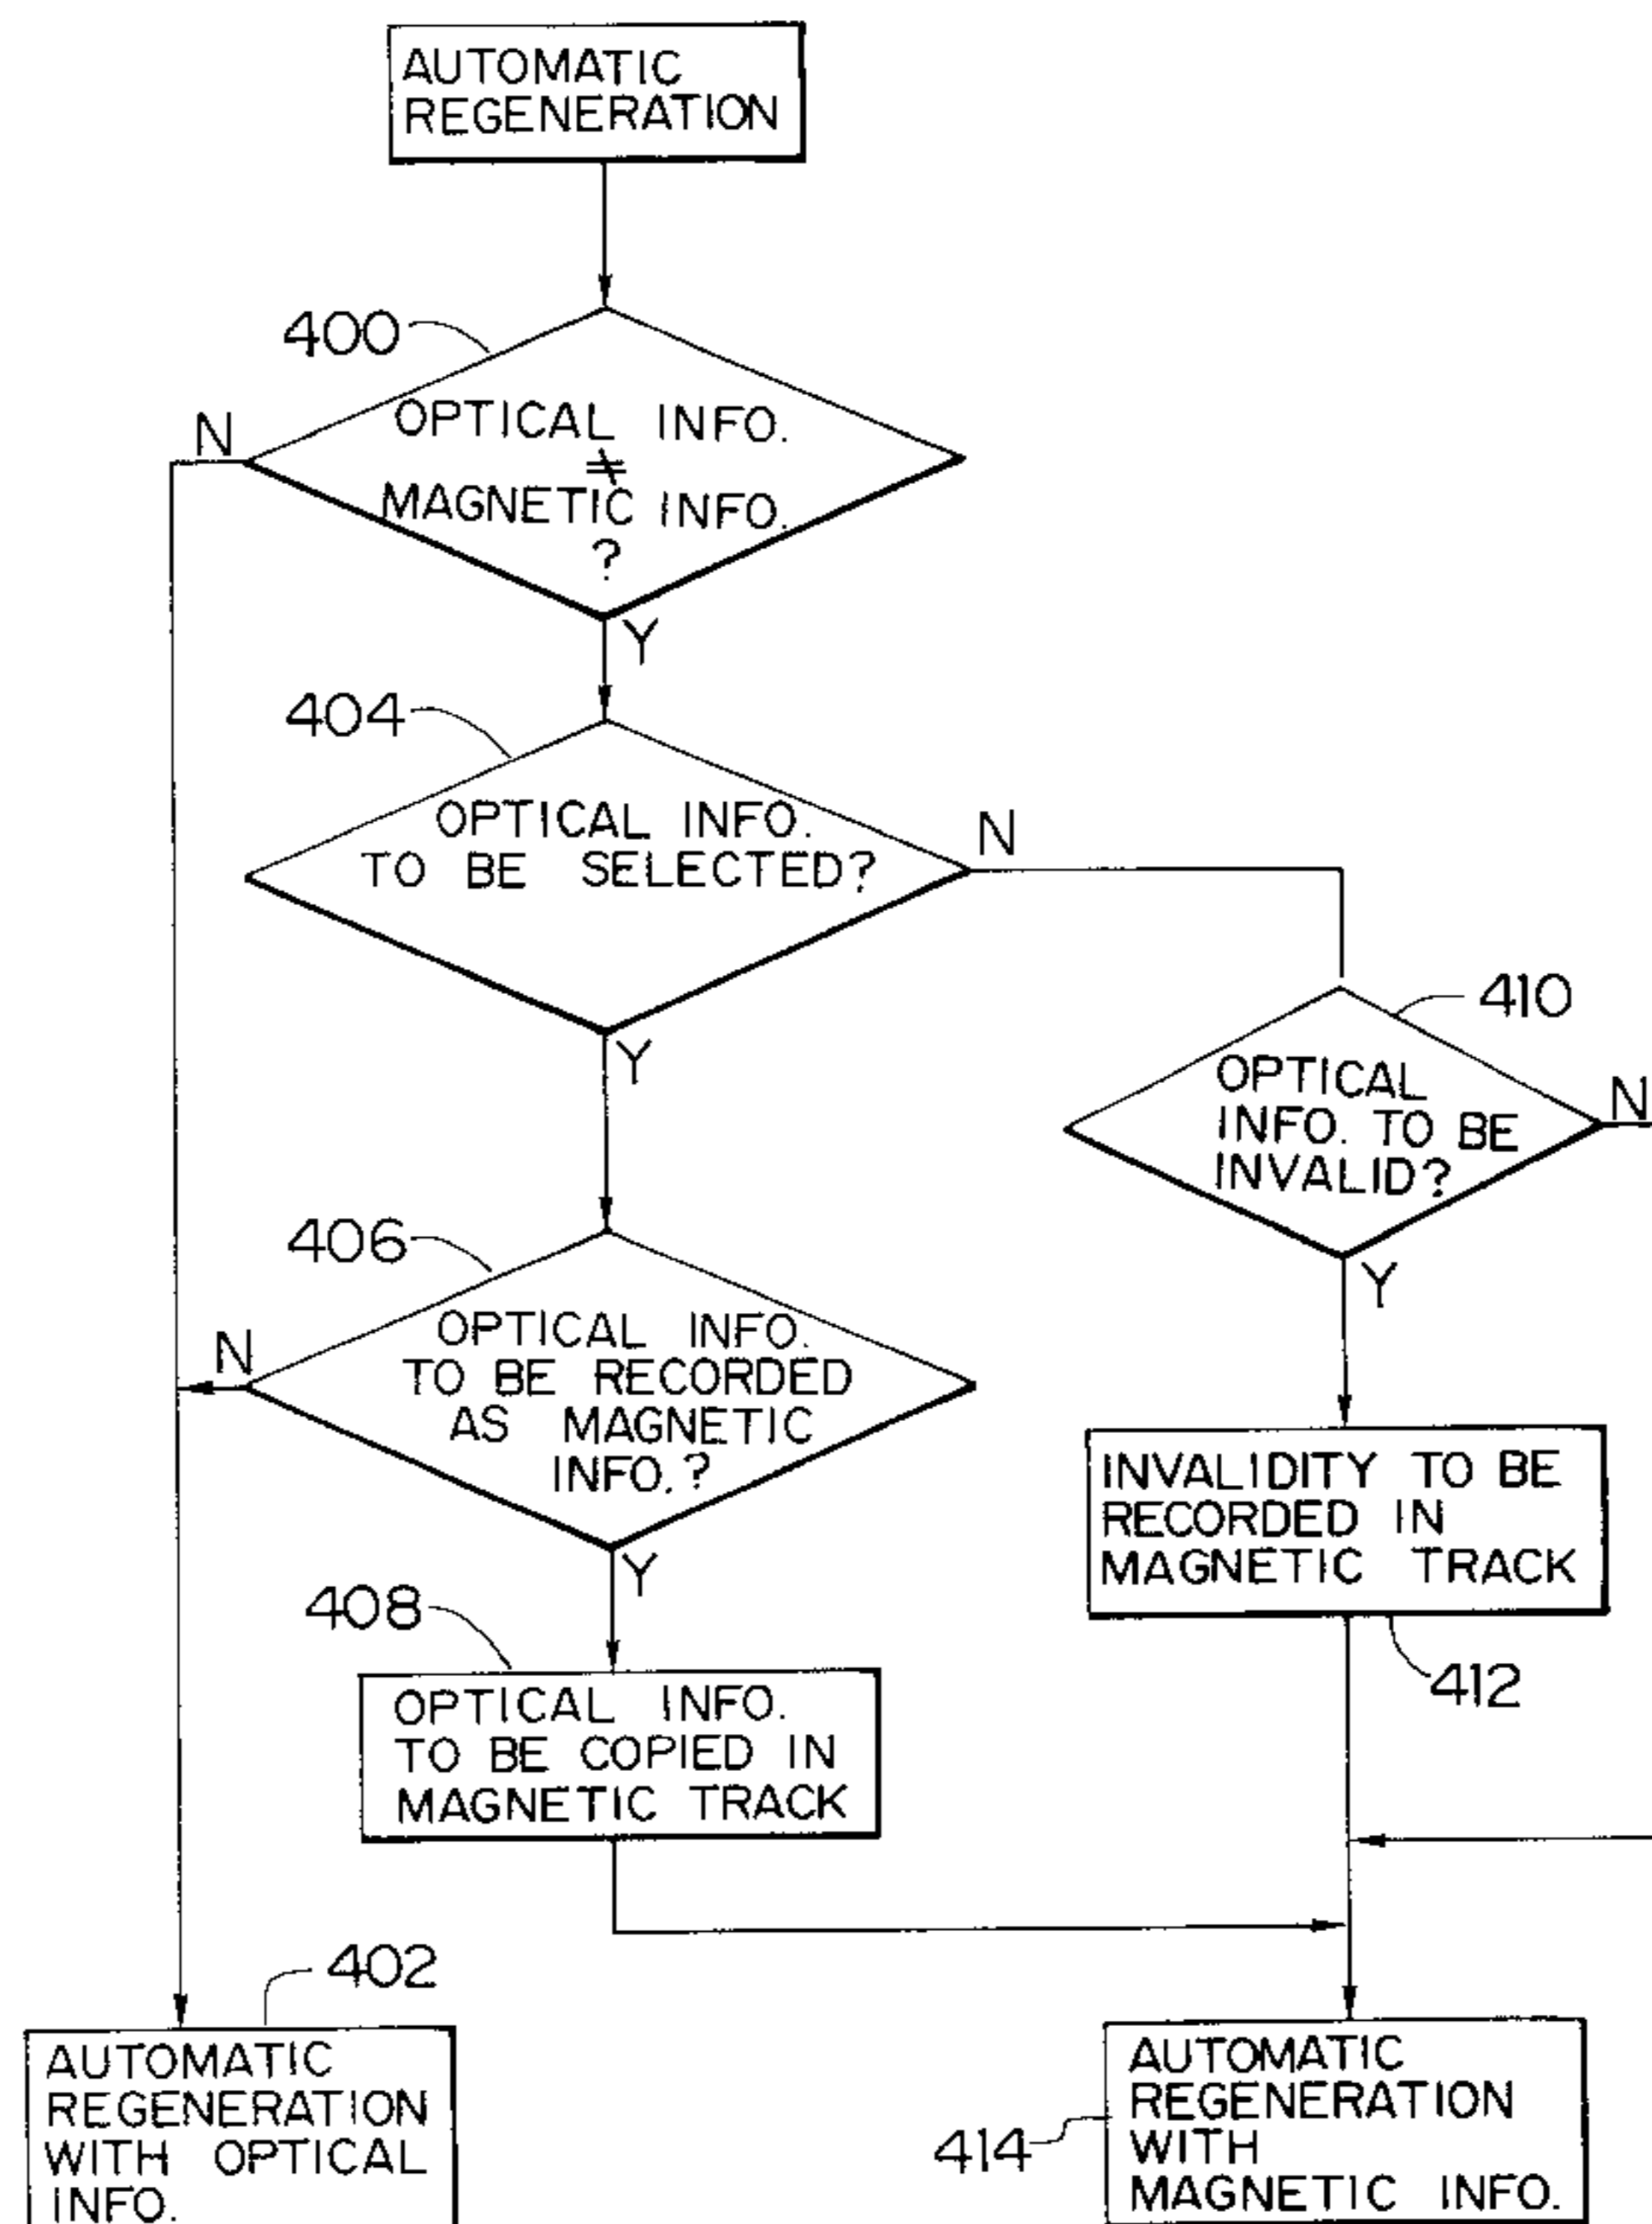 AUTOMATIC
REGENERATION
400
N
OPTICAL INFO.
≠
MAGNETIC INFO.
?
Y
404
OPTICAL INFO.
TO BE SELECTED?
N
Y
410
OPTICAL
INFO. TO BE
INVALID?
N
Y
406
N
OPTICAL INFO.
TO BE RECORDED
AS MAGNETIC
INFO.?
Y
INVALIDITY TO BE
RECORDED IN
MAGNETIC TRACK
412
408
OPTICAL INFO.
TO BE COPIED IN
MAGNETIC TRACK
402
AUTOMATIC
REGENERATION
WITH OPTICAL
INFO.
414
AUTOMATIC
REGENERATION
WITH
MAGNETIC INFO.